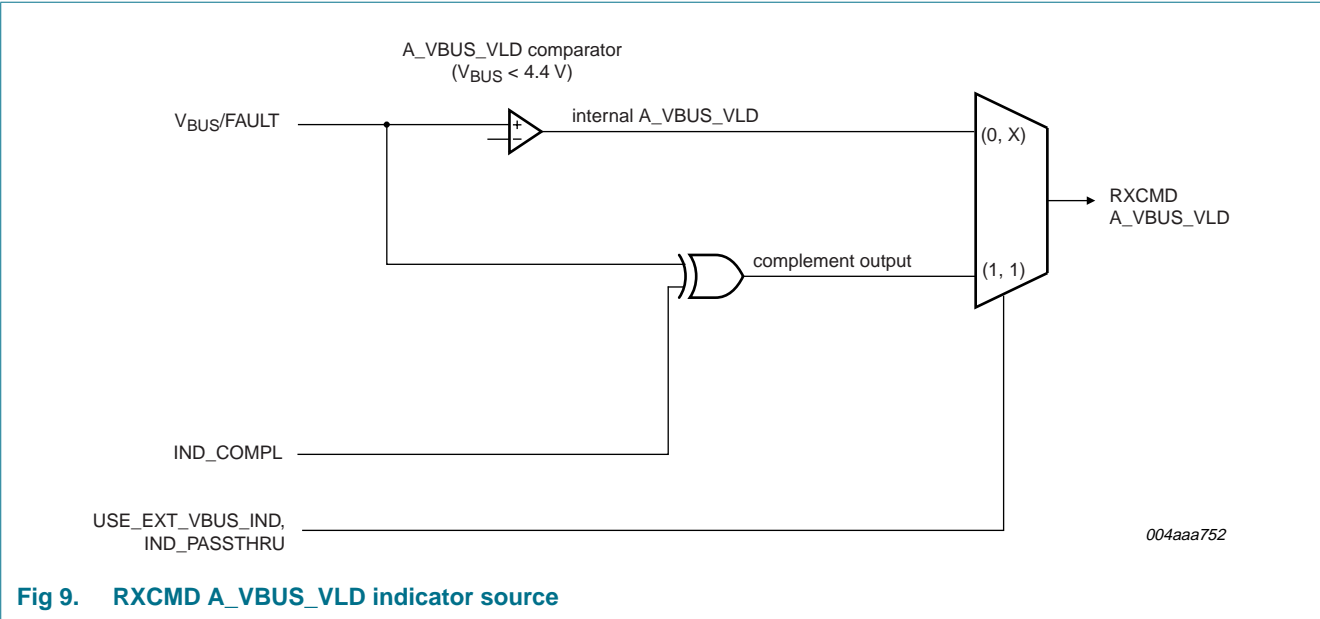 A_VBUS_VLD comparator
(VBUS < 4.4 V)
VBUS/FAULT
+
−
internal A_VBUS_VLD
(0, X)
RXCMD
A_VBUS_VLD
complement output
(1, 1)
IND_COMPL
USE_EXT_VBUS_IND,
IND_PASSTHRU
004aaa752
Fig 9. RXCMD A_VBUS_VLD indicator source